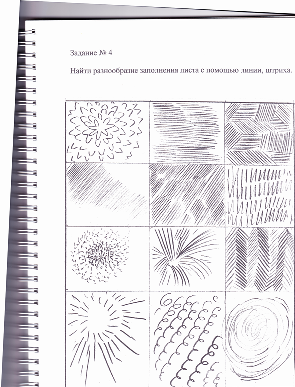 Задание № 4
Найти разнообразие заполнения листа с помощью линии, штриха.